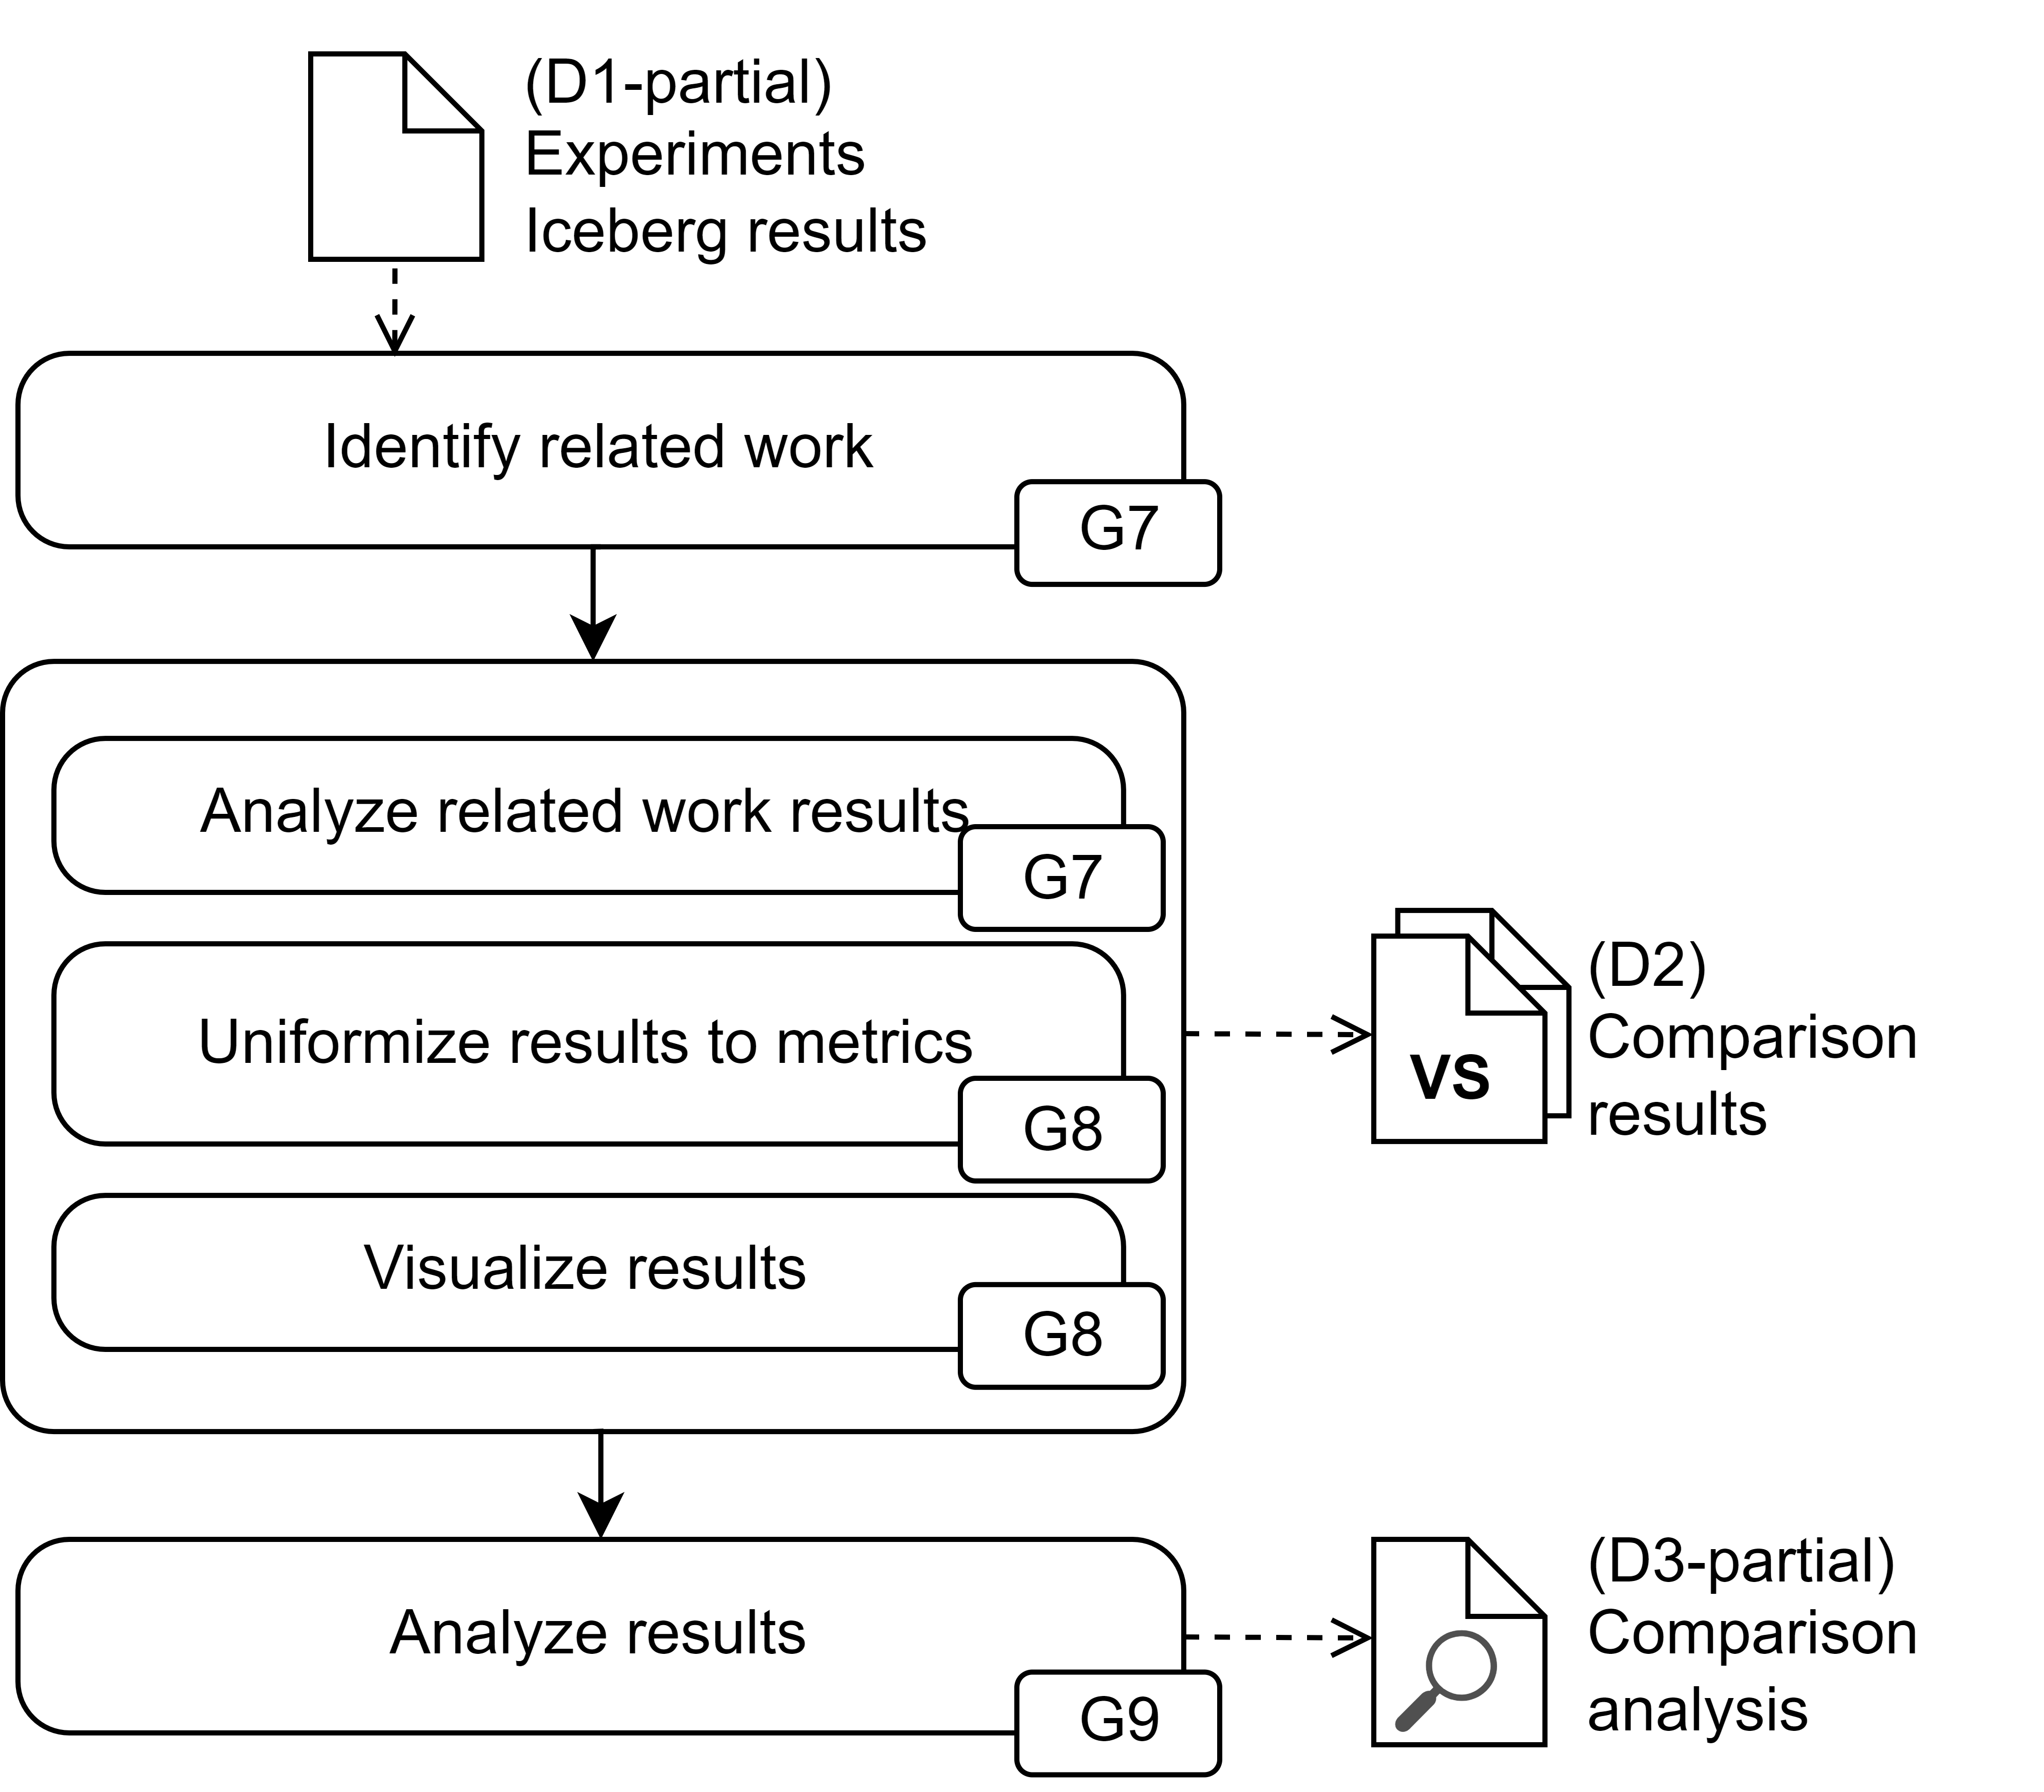 (D1-partial)
Experiments
Iceberg results
Identify related work
G7
Analyze related work results
G7
Uniformize results to metrics
G8
Visualize results
G8
VS
(D2)
Comparison
results
Analyze results
G9
(D3-partial)
Comparison
analysis